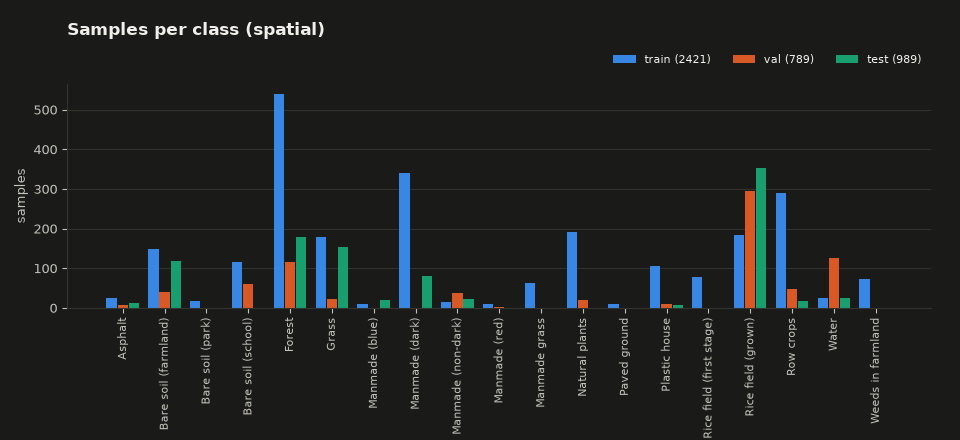 Samples per class (spatial)
train (2421)
val (789)
test (989)
samples
500
400
300
200
100
0
Asphalt
Bare soil (farmland)
Bare soil (park)
Bare soil (school)
Forest
Grass
Manmade (blue)
Manmade (dark)
Manmade (non-dark)
Manmade (red)
Manmade grass
Natural plants
Paved ground
Plastic house
Rice field (first stage)
Rice field (grown)
Row crops
Water
Weeds in farmland